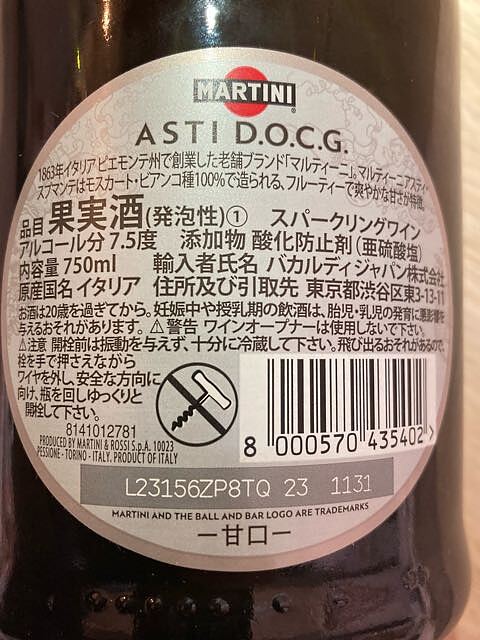 MARTINI
ASTI D.O.C.G.
1863年イタリア ピエモンテ州で創業した老舗ブランド「マルティーニ」。マルティーニアスティ・
スプマンテはモスカート・ビアンコ種100%で造られる、フルーティーで爽やかな甘さが特徴。
品目 果実酒(発泡性)① スパークリングワイン
アルコール分 7.5度 添加物 酸化防止剤(亜硫酸塩)
内容量 750ml 輸入者氏名 バカルディジャパン株式会社
原産国名 イタリア 住所及び引取先 東京都渋谷区東3-13-11
お酒は20歳を過ぎてから。妊娠中や授乳期の飲酒は、胎児・乳児の発育に悪影響を
与えるおそれがあります。⚠警告 ワインオープナーは使用しないで下さい。
⚠注意 開栓前は振動を与えず、十分に冷蔵して下さい。飛び出るおそれがあるので、
栓を手で押さえながら
ワイヤを外し、安全な方向に
向け、瓶を回しゆっくりと
開栓して下さい。
8141012781
PRODUCED BY MARTINI & ROSSI S.p.A. 10023
PESSIONE - TORINO - ITALY. PRODUCT OF ITALY
8 000570 435402 >
L23156ZP8TQ 23 1131
MARTINI AND THE BALL AND BAR LOGO ARE TRADEMARKS
ー甘口ー